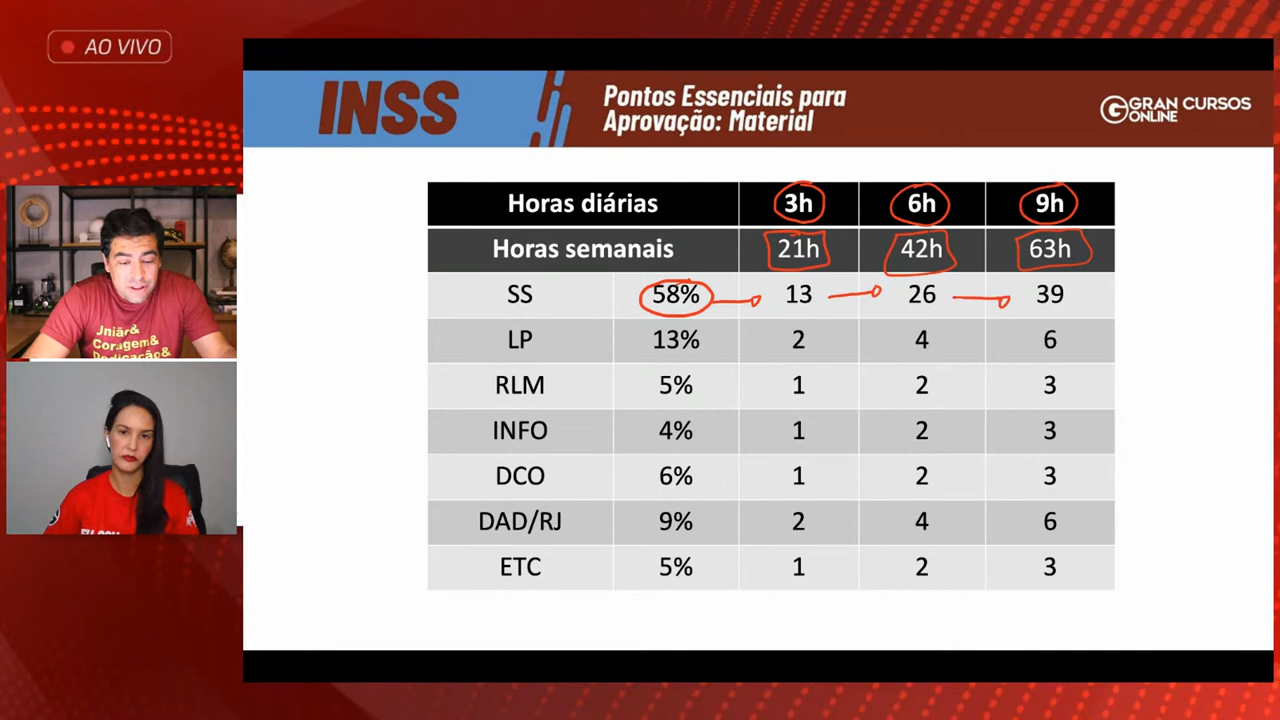 AO VIVO
INSS
Pontos Essenciais para
Aprovação: Material
GRAN CURSOS
ONLINE
Horas diárias 3h 6h 9h
Horas semanais 21h 42h 63h
SS 58% 13 26 39
LP 13% 2 4 6
RLM 5% 1 2 3
INFO 4% 1 2 3
DCO 6% 1 2 3
DAD/RJ 9% 2 4 6
ETC 5% 1 2 3
Jnião&
Coragem&
Dedicação&